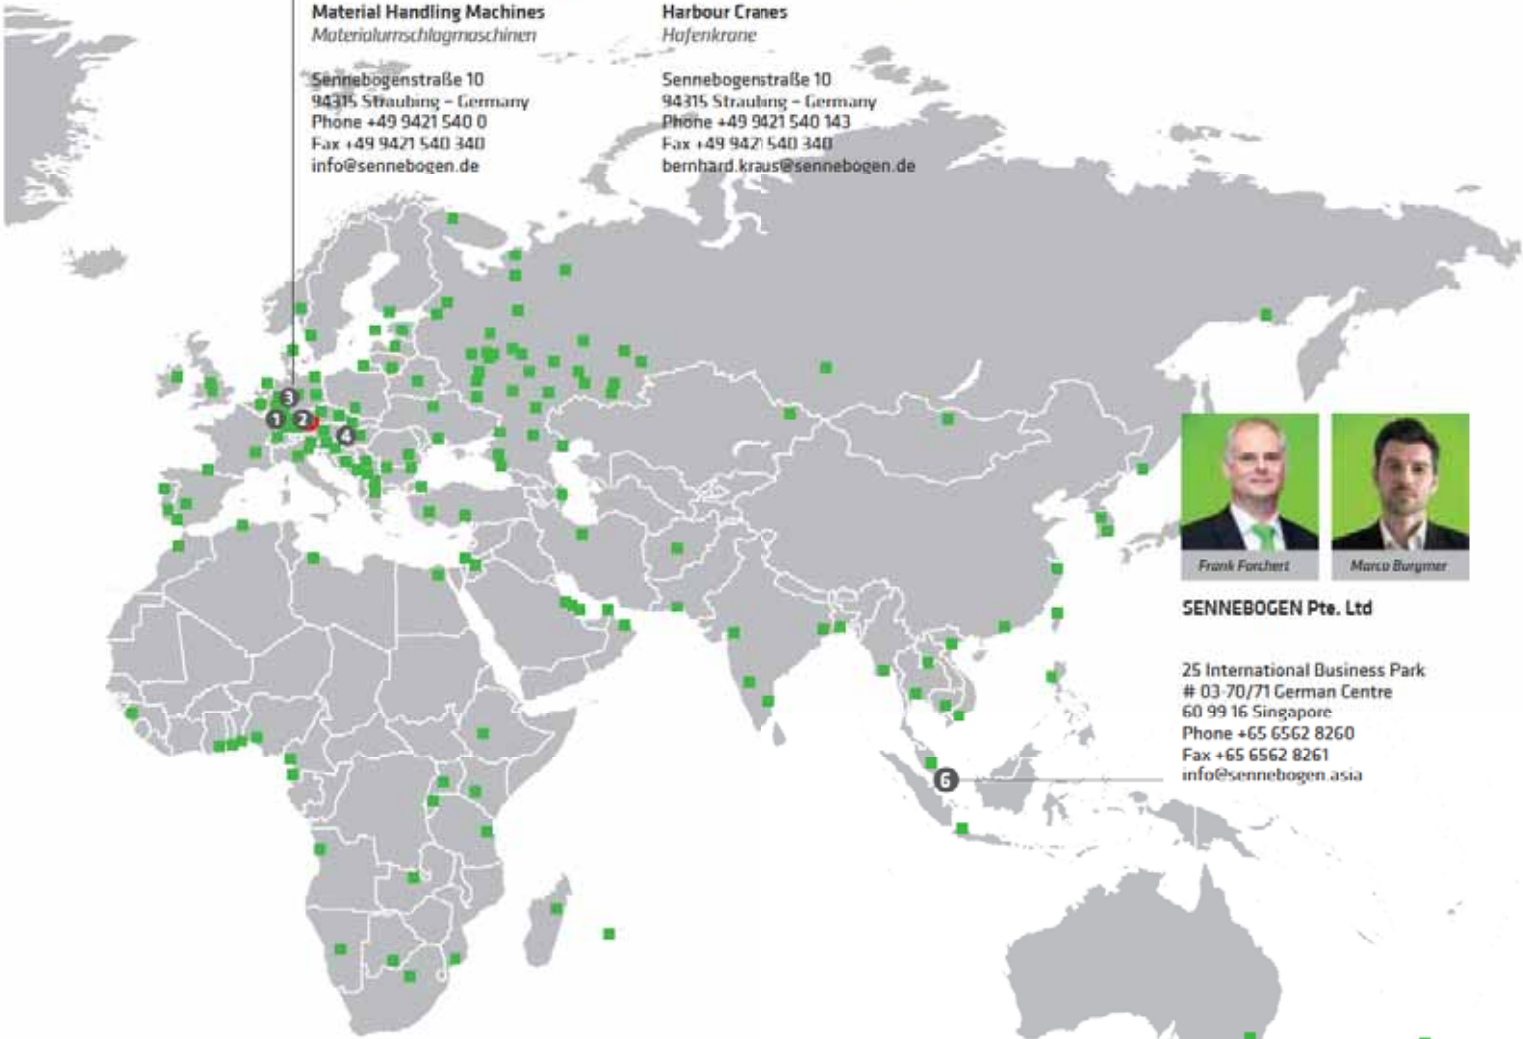 Material Handling Machines
Materialumschlagmaschinen
Sennebogenstraße 10
94315 Straubing – Germany
Phone +49 9421 540 0
Fax +49 9421 540 340
info@sennebogen.de
Harbour Cranes
Hafenkrane
Sennebogenstraße 10
94315 Straubing – Germany
Phone +49 9421 540 143
Fax +49 9421 540 340
bernhard.kraus@sennebogen.de
3
1
2
4
Frank Forchert
Marco Burgmer
SENNEBOGEN Pte. Ltd
25 International Business Park
# 03-70/71 German Centre
60 99 16 Singapore
Phone +65 6562 8260
Fax +65 6562 8261
info@sennebogen.asia
6